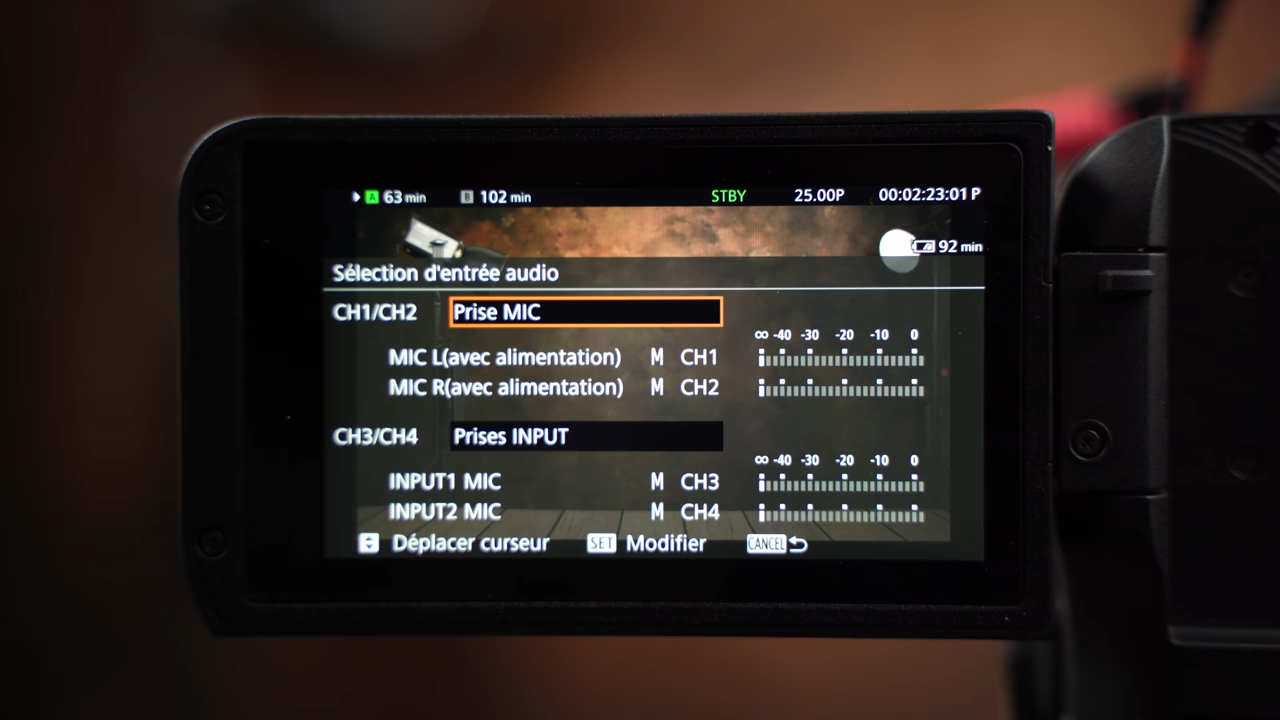 A 63 min B 102 min STBY 25.00P 00:02:23:01 P
92 min
Sélection d'entrée audio
CH1/CH2 Prise MIC
∞ -40 -30 -20 -10 0
MIC L(avec alimentation) M CH1
MIC R(avec alimentation) M CH2
CH3/CH4 Prises INPUT
∞ -40 -30 -20 -10 0
INPUT1 MIC M CH3
INPUT2 MIC M CH4
Déplacer curseur SET Modifier CANCEL